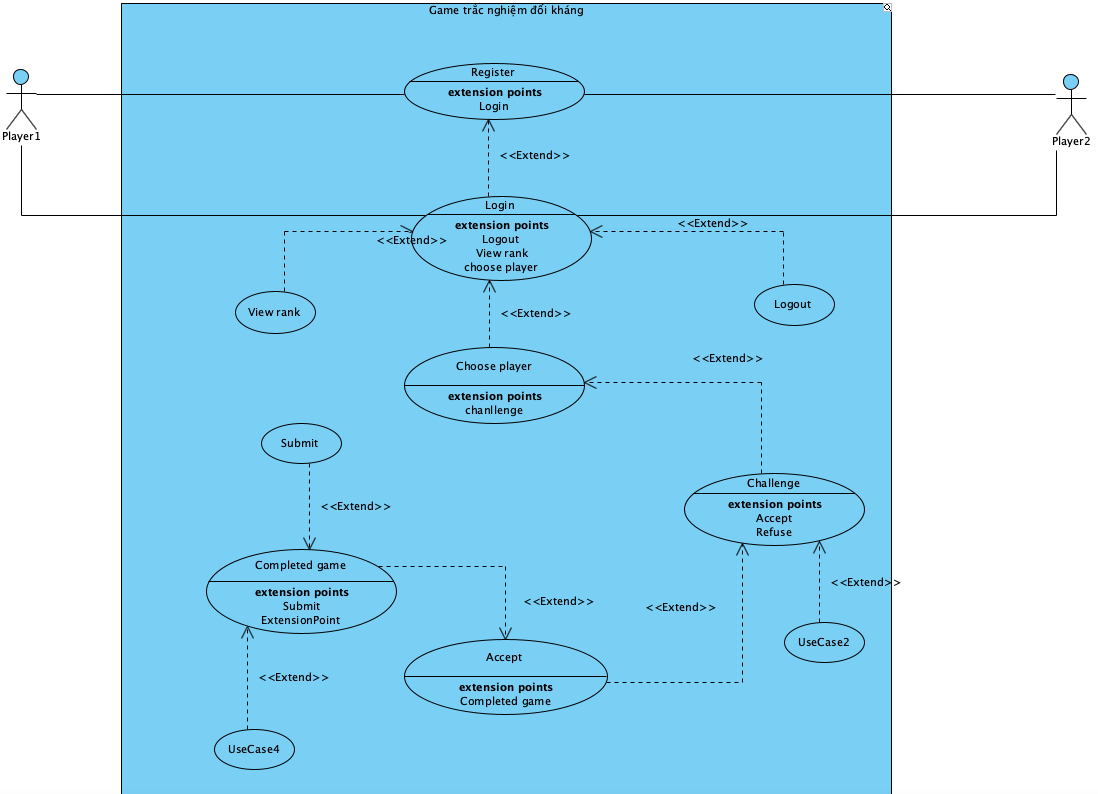 Game trắc nghiệm đối kháng
Register
extension points
Login
Player1
Player2
<<Extend>>
Login
extension points
Logout
View rank
choose player
<<Extend>>
<<Extend>>
View rank
Logout
<<Extend>>
Choose player
extension points
chanllenge
<<Extend>>
Submit
<<Extend>>
Challenge
extension points
Accept
Refuse
Completed game
extension points
Submit
ExtensionPoint
<<Extend>>
<<Extend>>
<<Extend>>
UseCase2
Accept
extension points
Completed game
<<Extend>>
UseCase4